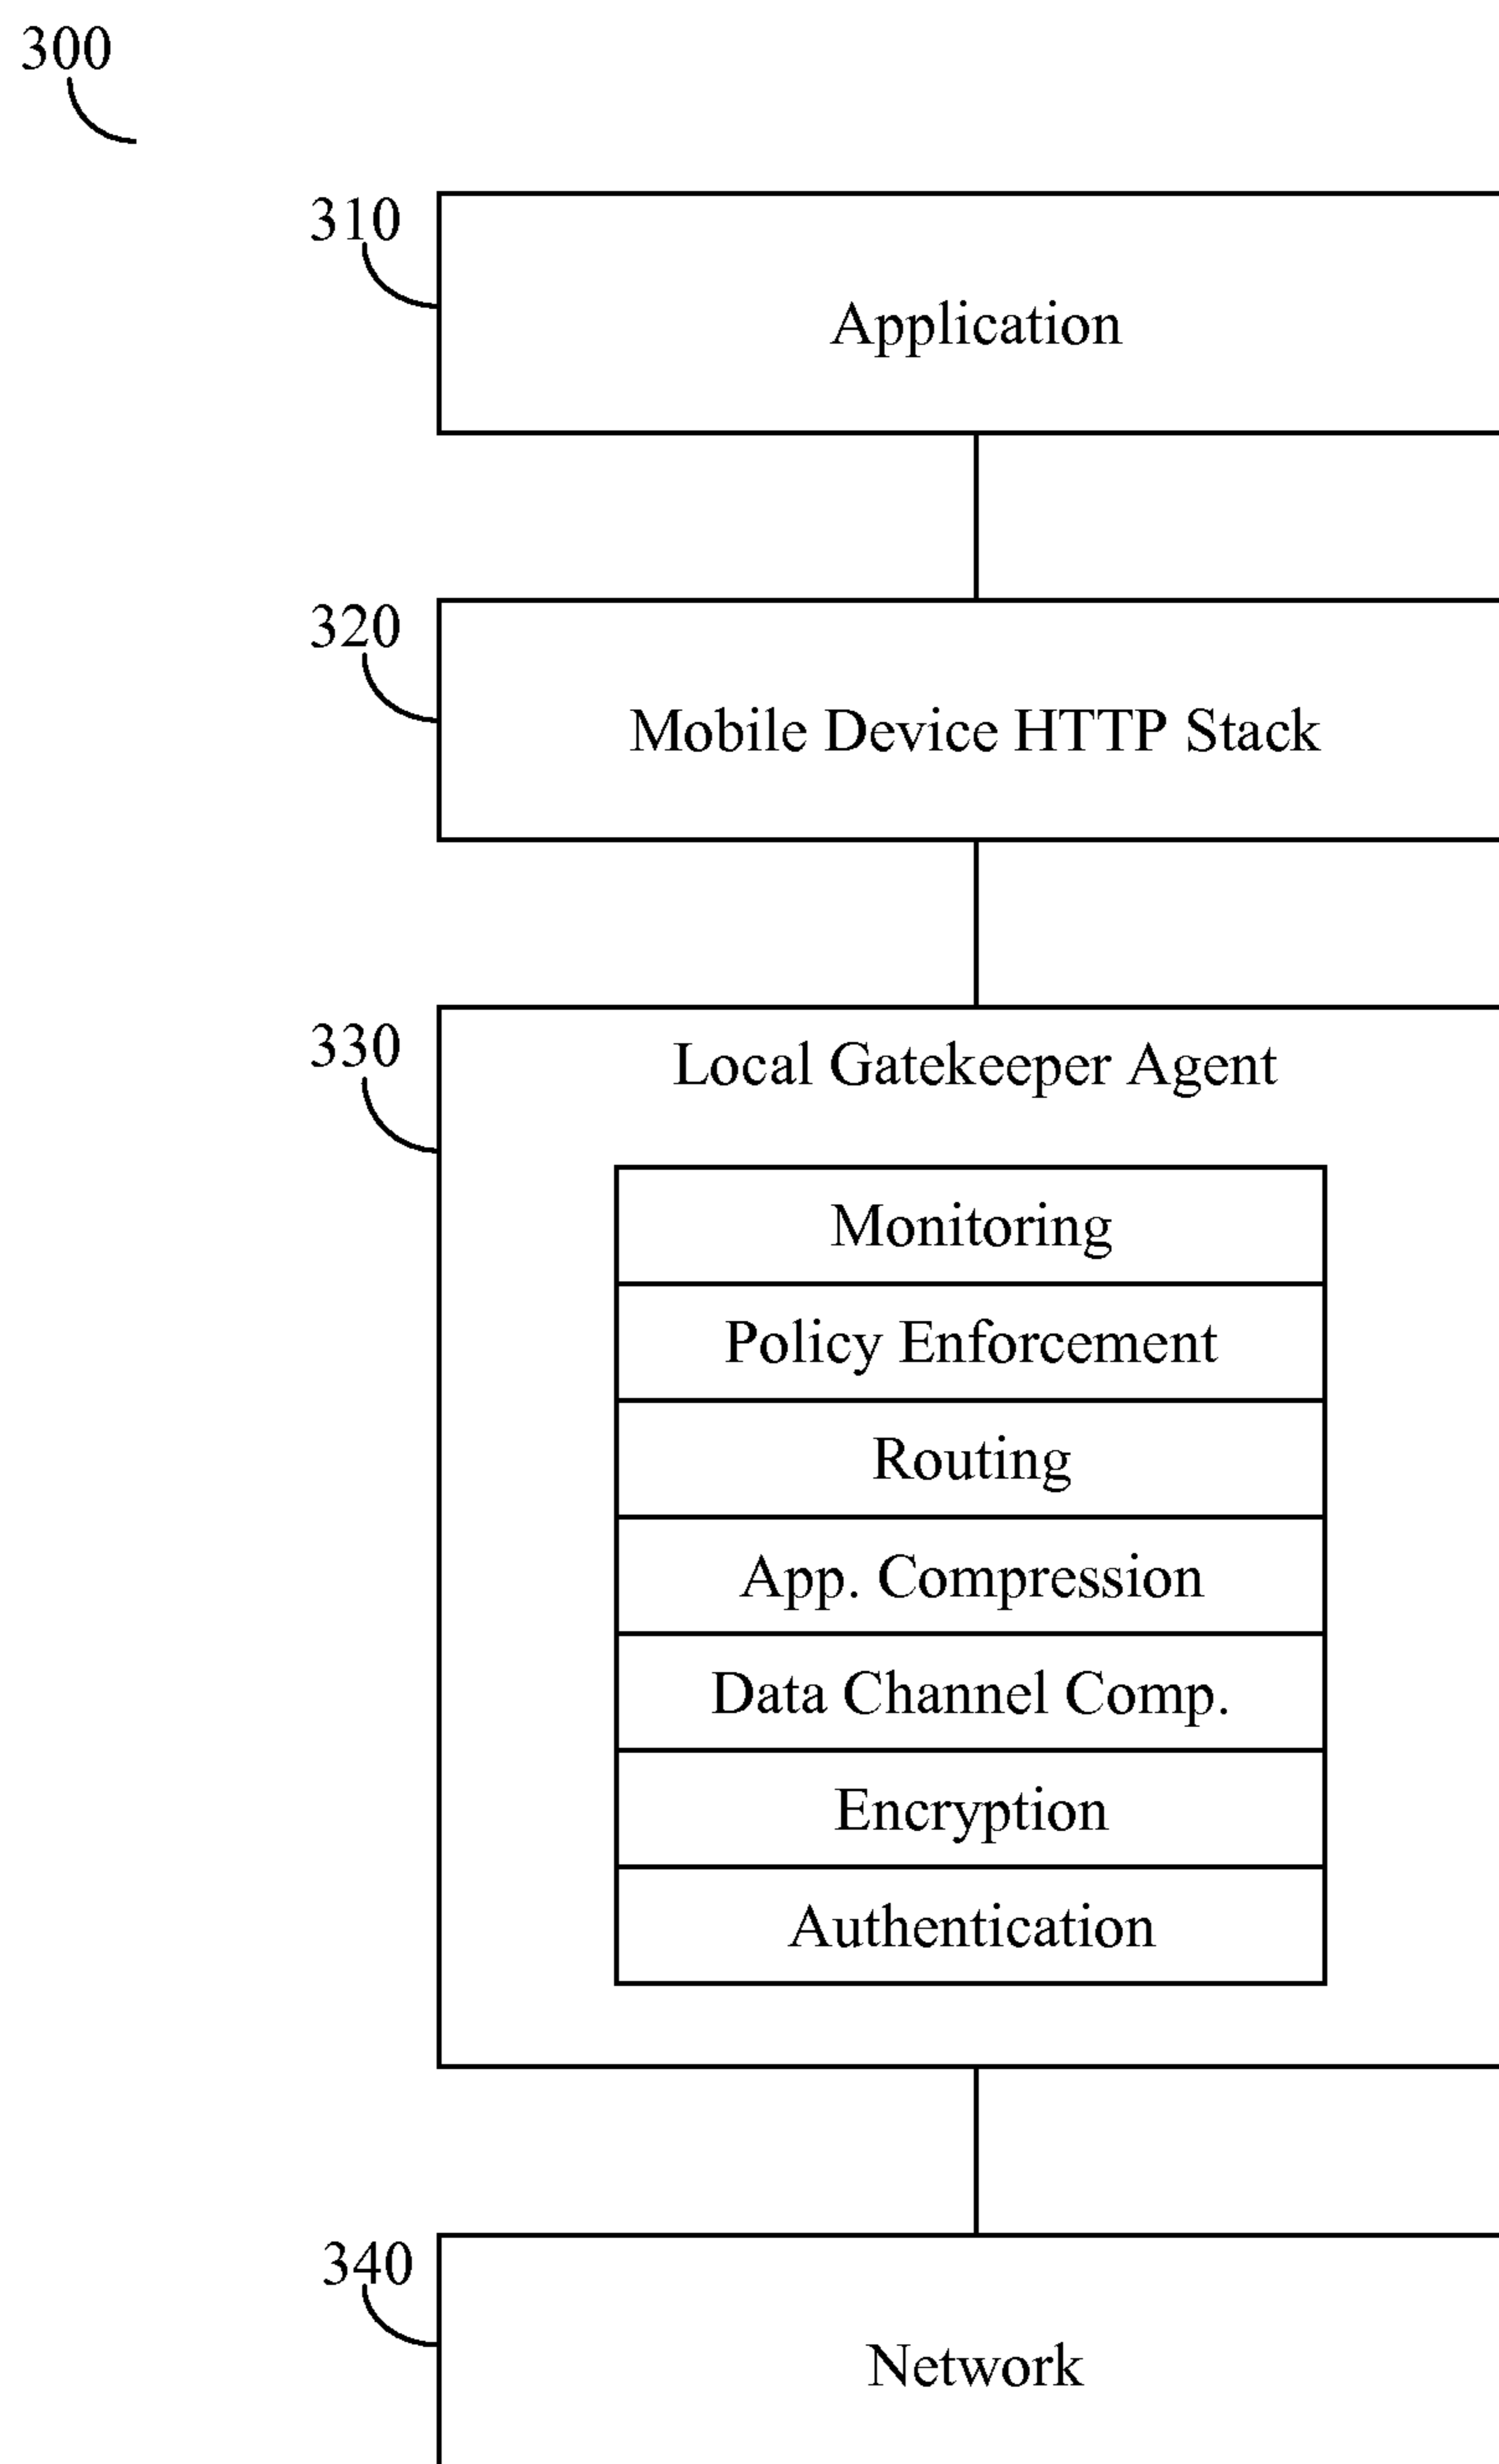 300
310
Application
320
Mobile Device HTTP Stack
330
Local Gatekeeper Agent
Monitoring
Policy Enforcement
Routing
App. Compression
Data Channel Comp.
Encryption
Authentication
340
Network